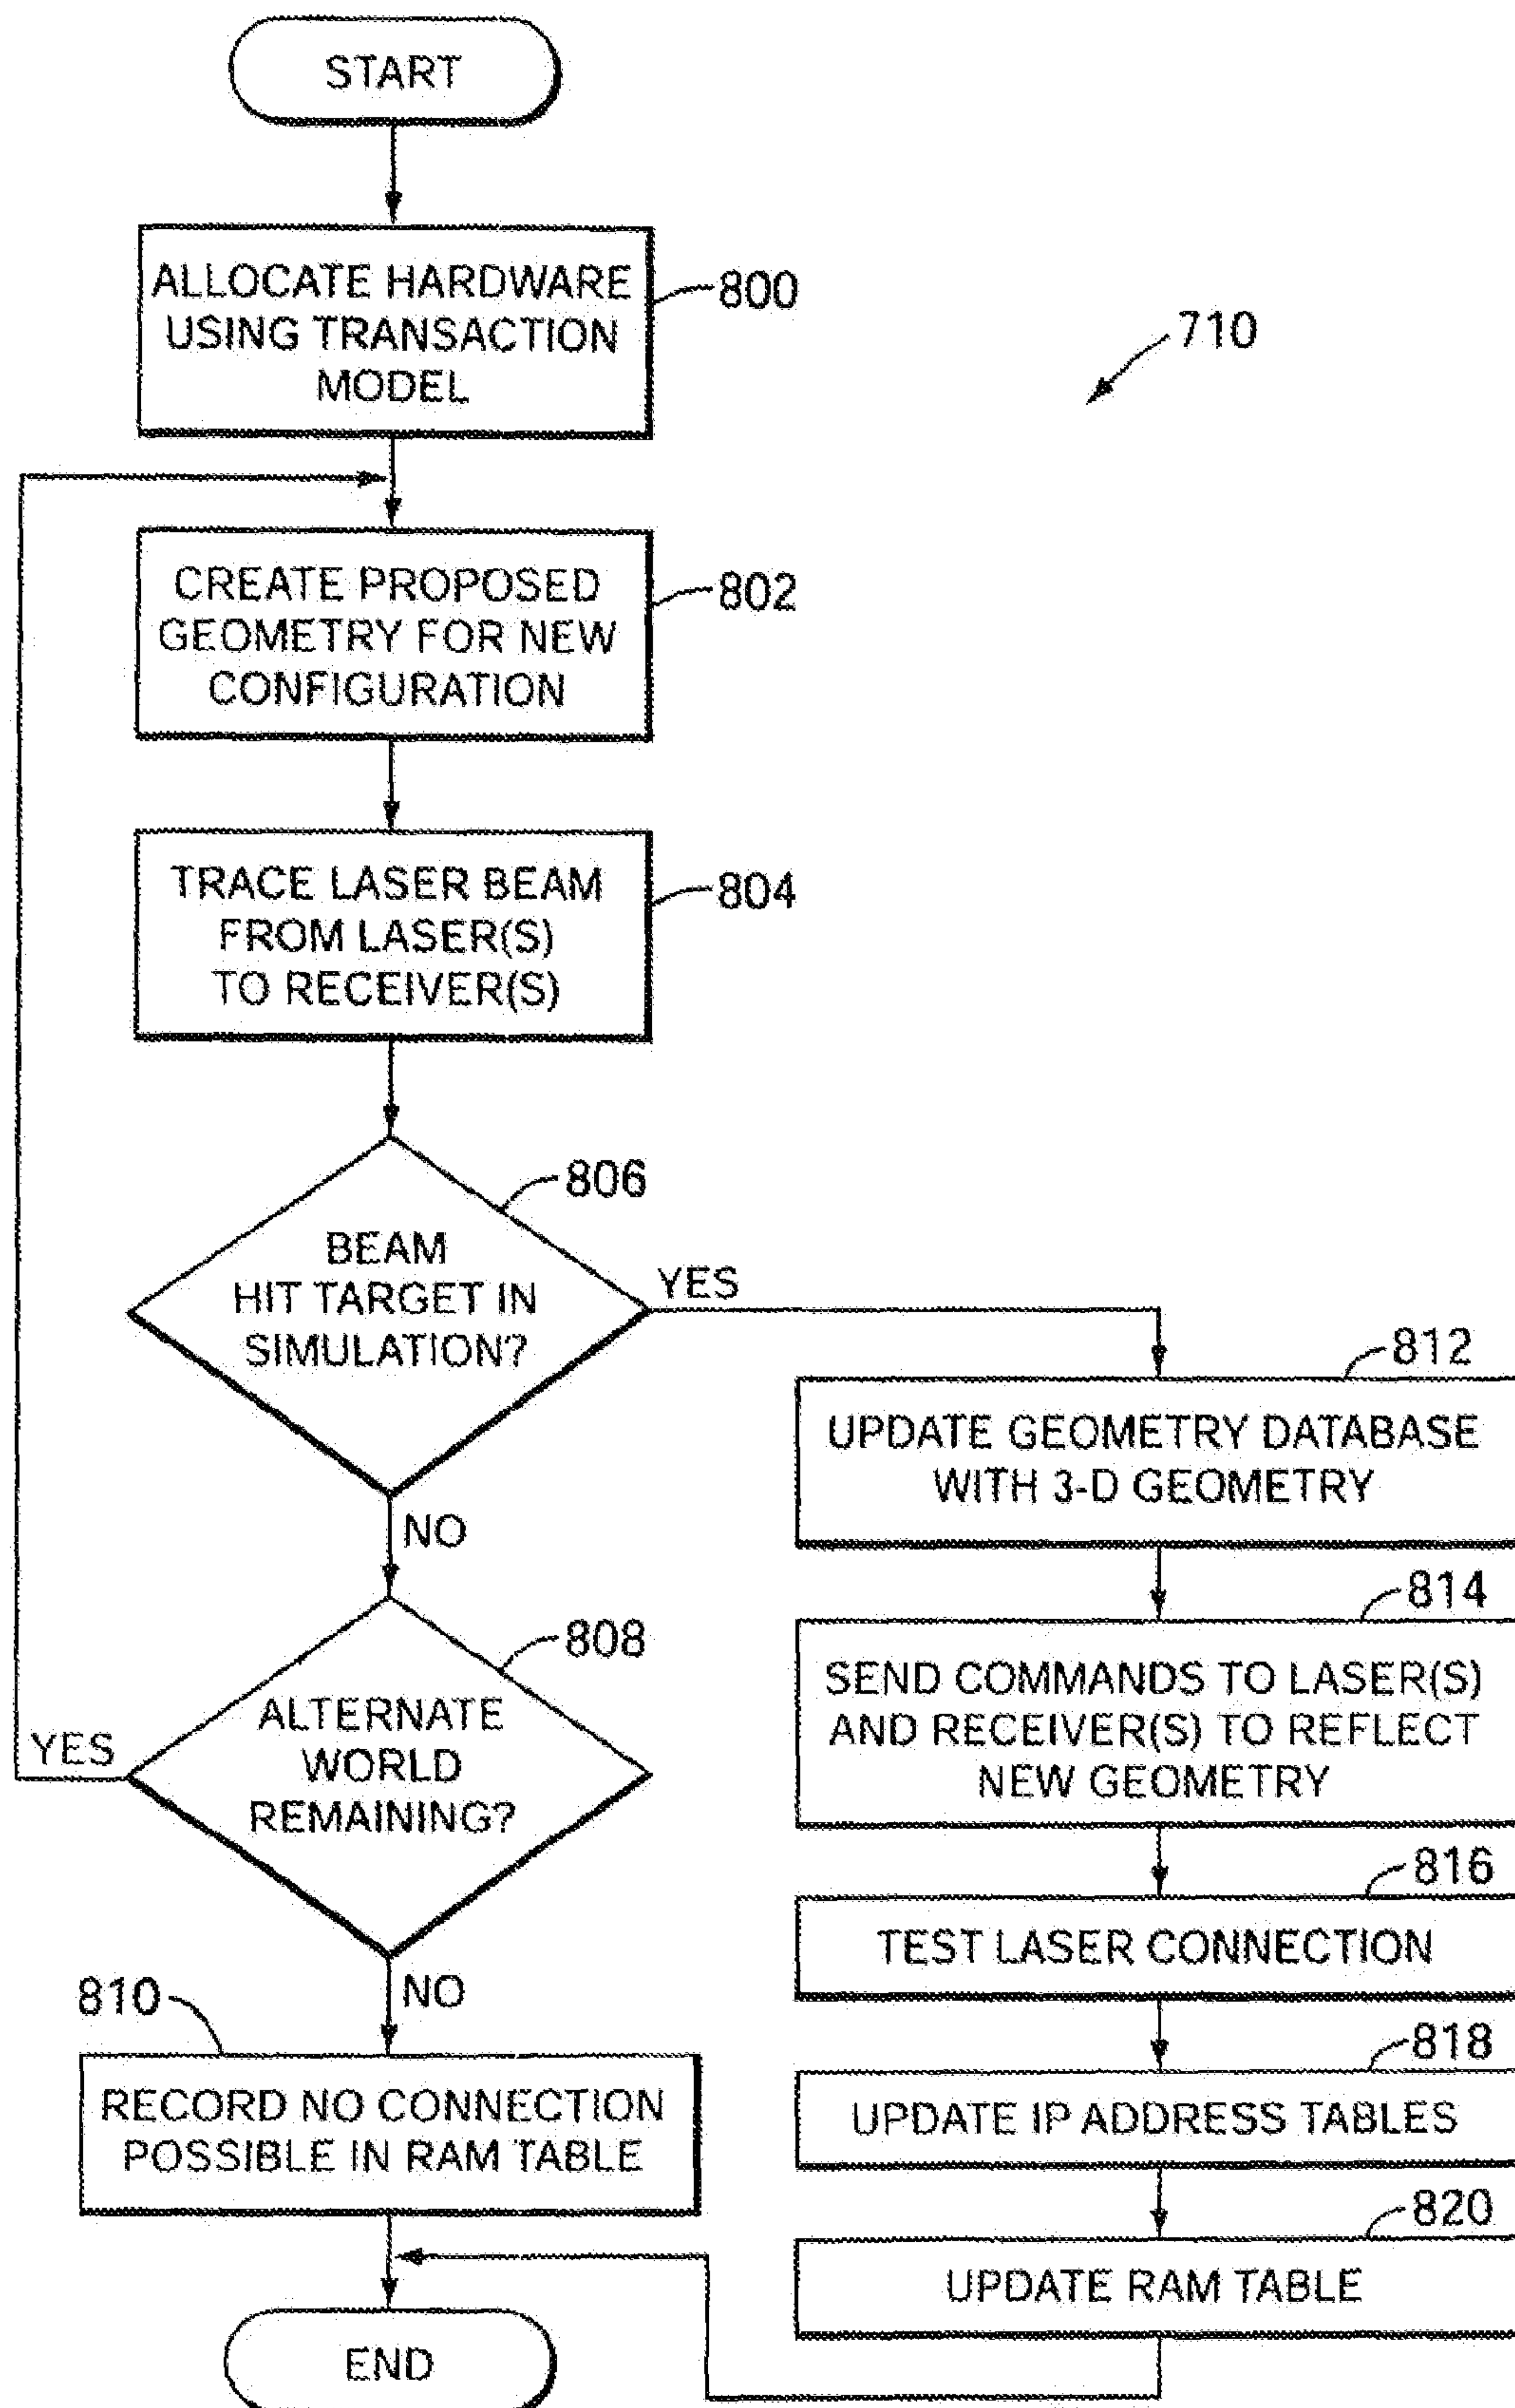 START
ALLOCATE HARDWARE
USING TRANSACTION
MODEL
800
710
CREATE PROPOSED
GEOMETRY FOR NEW
CONFIGURATION
802
TRACE LASER BEAM
FROM LASER(S)
TO RECEIVER(S)
804
806
BEAM
HIT TARGET IN
SIMULATION?
YES
NO
808
ALTERNATE
WORLD
REMAINING?
YES
NO
810
RECORD NO CONNECTION
POSSIBLE IN RAM TABLE
END
812
UPDATE GEOMETRY DATABASE
WITH 3-D GEOMETRY
814
SEND COMMANDS TO LASER(S)
AND RECEIVER(S) TO REFLECT
NEW GEOMETRY
816
TEST LASER CONNECTION
818
UPDATE IP ADDRESS TABLES
820
UPDATE RAM TABLE